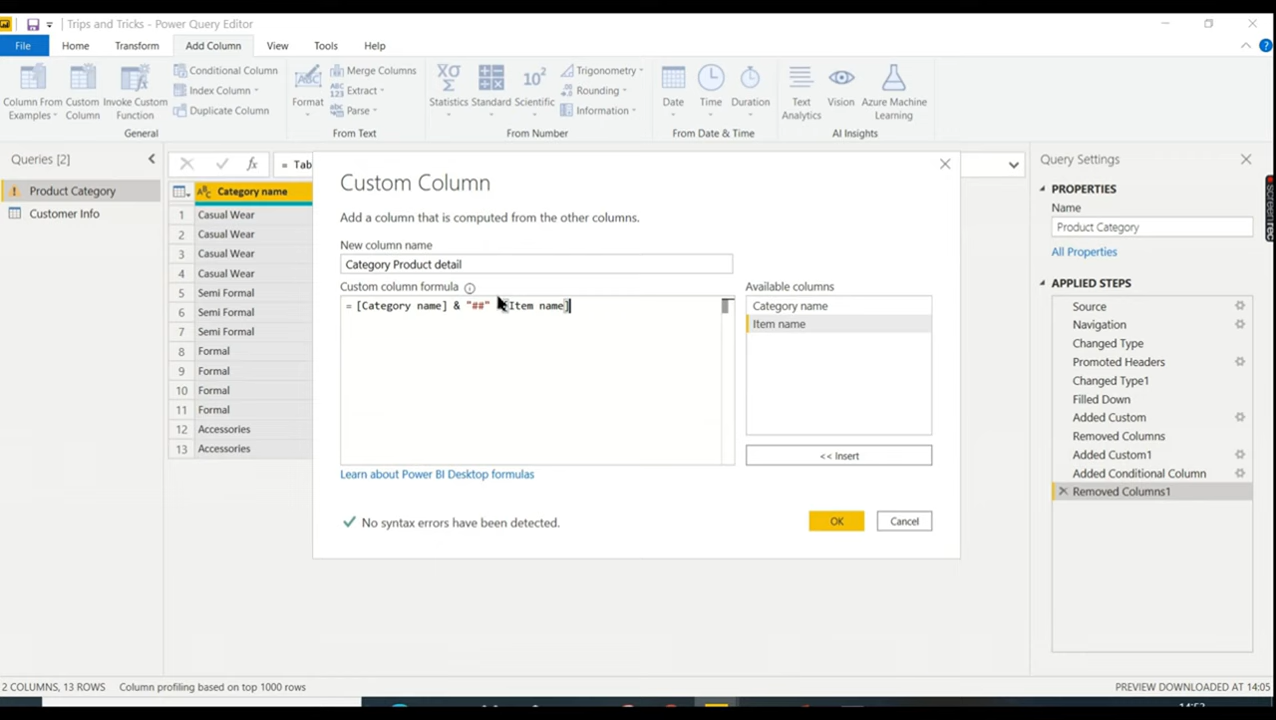 Trips and Tricks - Power Query Editor
File Home Transform Add Column View Tools Help
Column From Examples
Custom Column
Invoke Custom Function
Conditional Column
Index Column
Duplicate Column
General
Format
Merge Columns
Extract
Parse
From Text
Statistics
Standard
Scientific
10²
Trigonometry
Rounding
Information
From Number
Date
Time
Duration
From Date & Time
Text Analytics
Vision
Azure Machine Learning
AI Insights
Queries [2]
Product Category
Customer Info
fx = Tab
Category name
1 Casual Wear
2 Casual Wear
3 Casual Wear
4 Casual Wear
5 Semi Formal
6 Semi Formal
7 Semi Formal
8 Formal
9 Formal
10 Formal
11 Formal
12 Accessories
13 Accessories
Custom Column
Add a column that is computed from the other columns.
New column name
Category Product detail
Custom column formula
= [Category name] & "##" [Item name]
Available columns
Category name
Item name
<< Insert
Learn about Power BI Desktop formulas
No syntax errors have been detected.
OK
Cancel
Query Settings
PROPERTIES
Name
Product Category
All Properties
APPLIED STEPS
Source
Navigation
Changed Type
Promoted Headers
Changed Type1
Filled Down
Added Custom
Removed Columns
Added Custom1
Added Conditional Column
Removed Columns1
2 COLUMNS, 13 ROWS
Column profiling based on top 1000 rows
PREVIEW DOWNLOADED AT 14:05